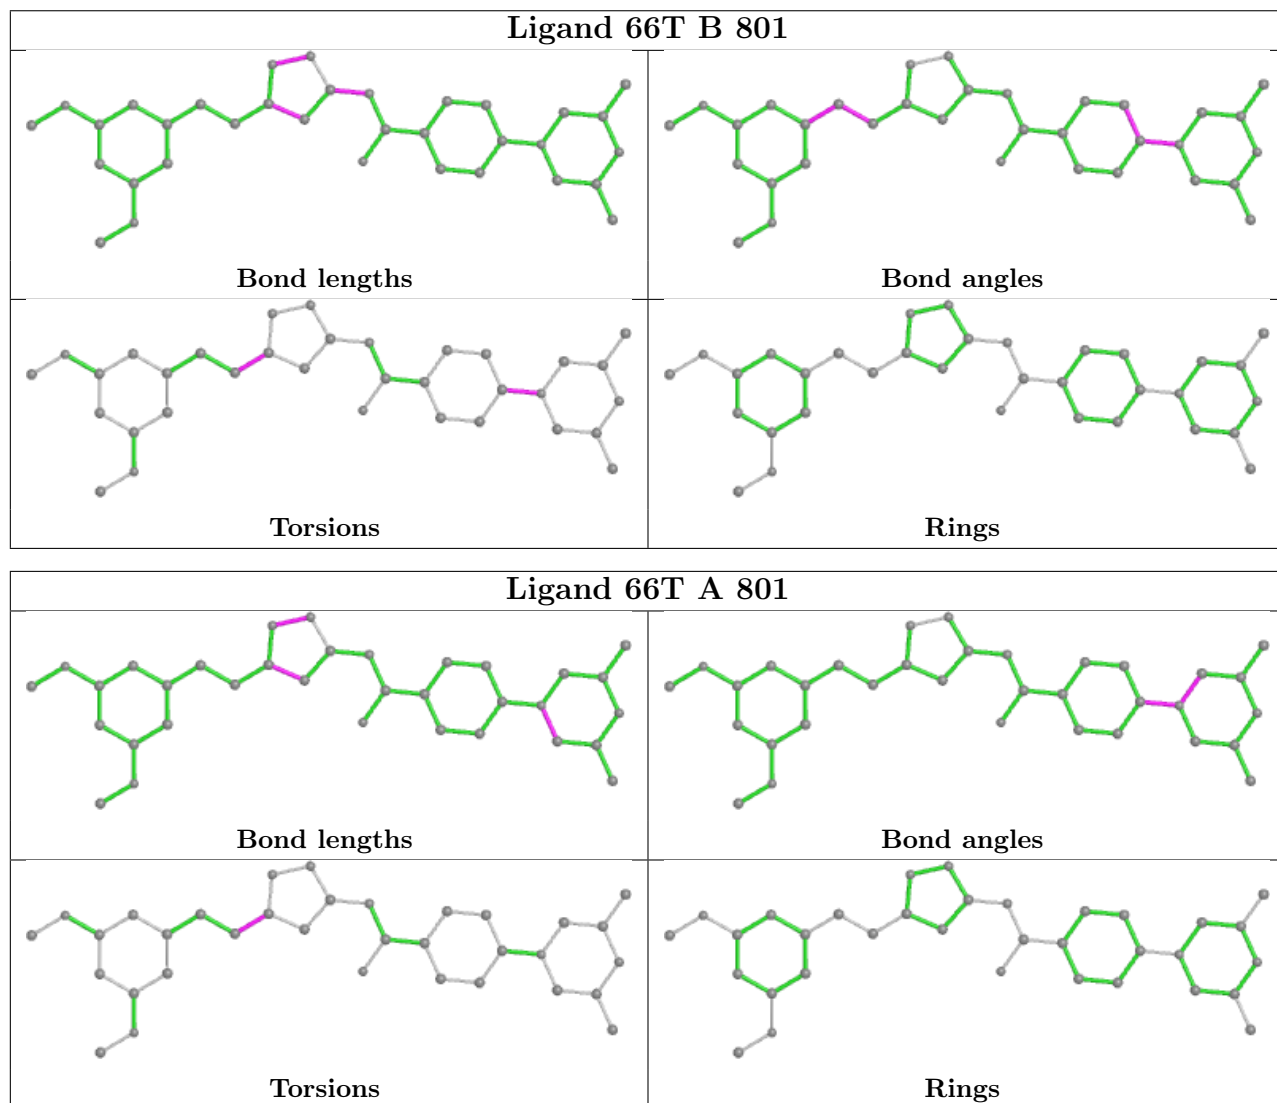 Ligand 66T B 801
Bond lengths
Bond angles
Torsions
Rings
Ligand 66T A 801
Bond lengths
Bond angles
Torsions
Rings